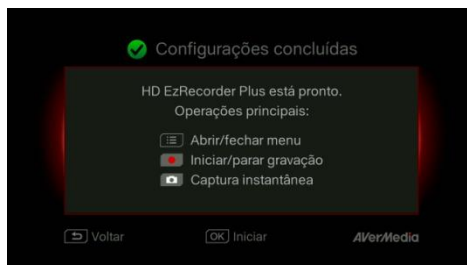 Configurações concluídas
HD EzRecorder Plus está pronto.
Operações principais:
Abrir/fechar menu
Iniciar/parar gravação
Captura instantânea
Voltar
OK Iniciar
AVerMedia